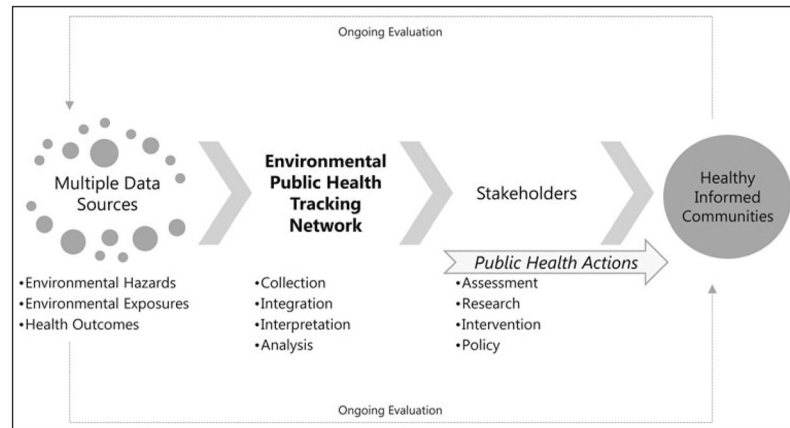 Ongoing Evaluation
Multiple Data
Sources
•Environmental Hazards
•Environmental Exposures
•Health Outcomes
Environmental
Public Health
Tracking
Network
•Collection
•Integration
•Interpretation
•Analysis
Stakeholders
Public Health Actions
•Assessment
•Research
•Intervention
•Policy
Healthy
Informed
Communities
Ongoing Evaluation